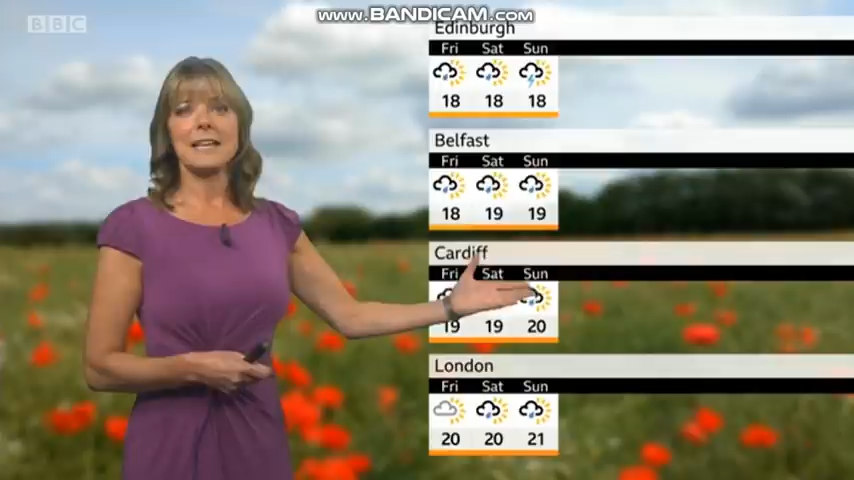 www.BANDICAM.com
BBC
Edinburgh
Fri Sat Sun
18 18 18
Belfast
Fri Sat Sun
18 19 19
Cardiff
Fri Sat Sun
19 19 20
London
Fri Sat Sun
20 20 21